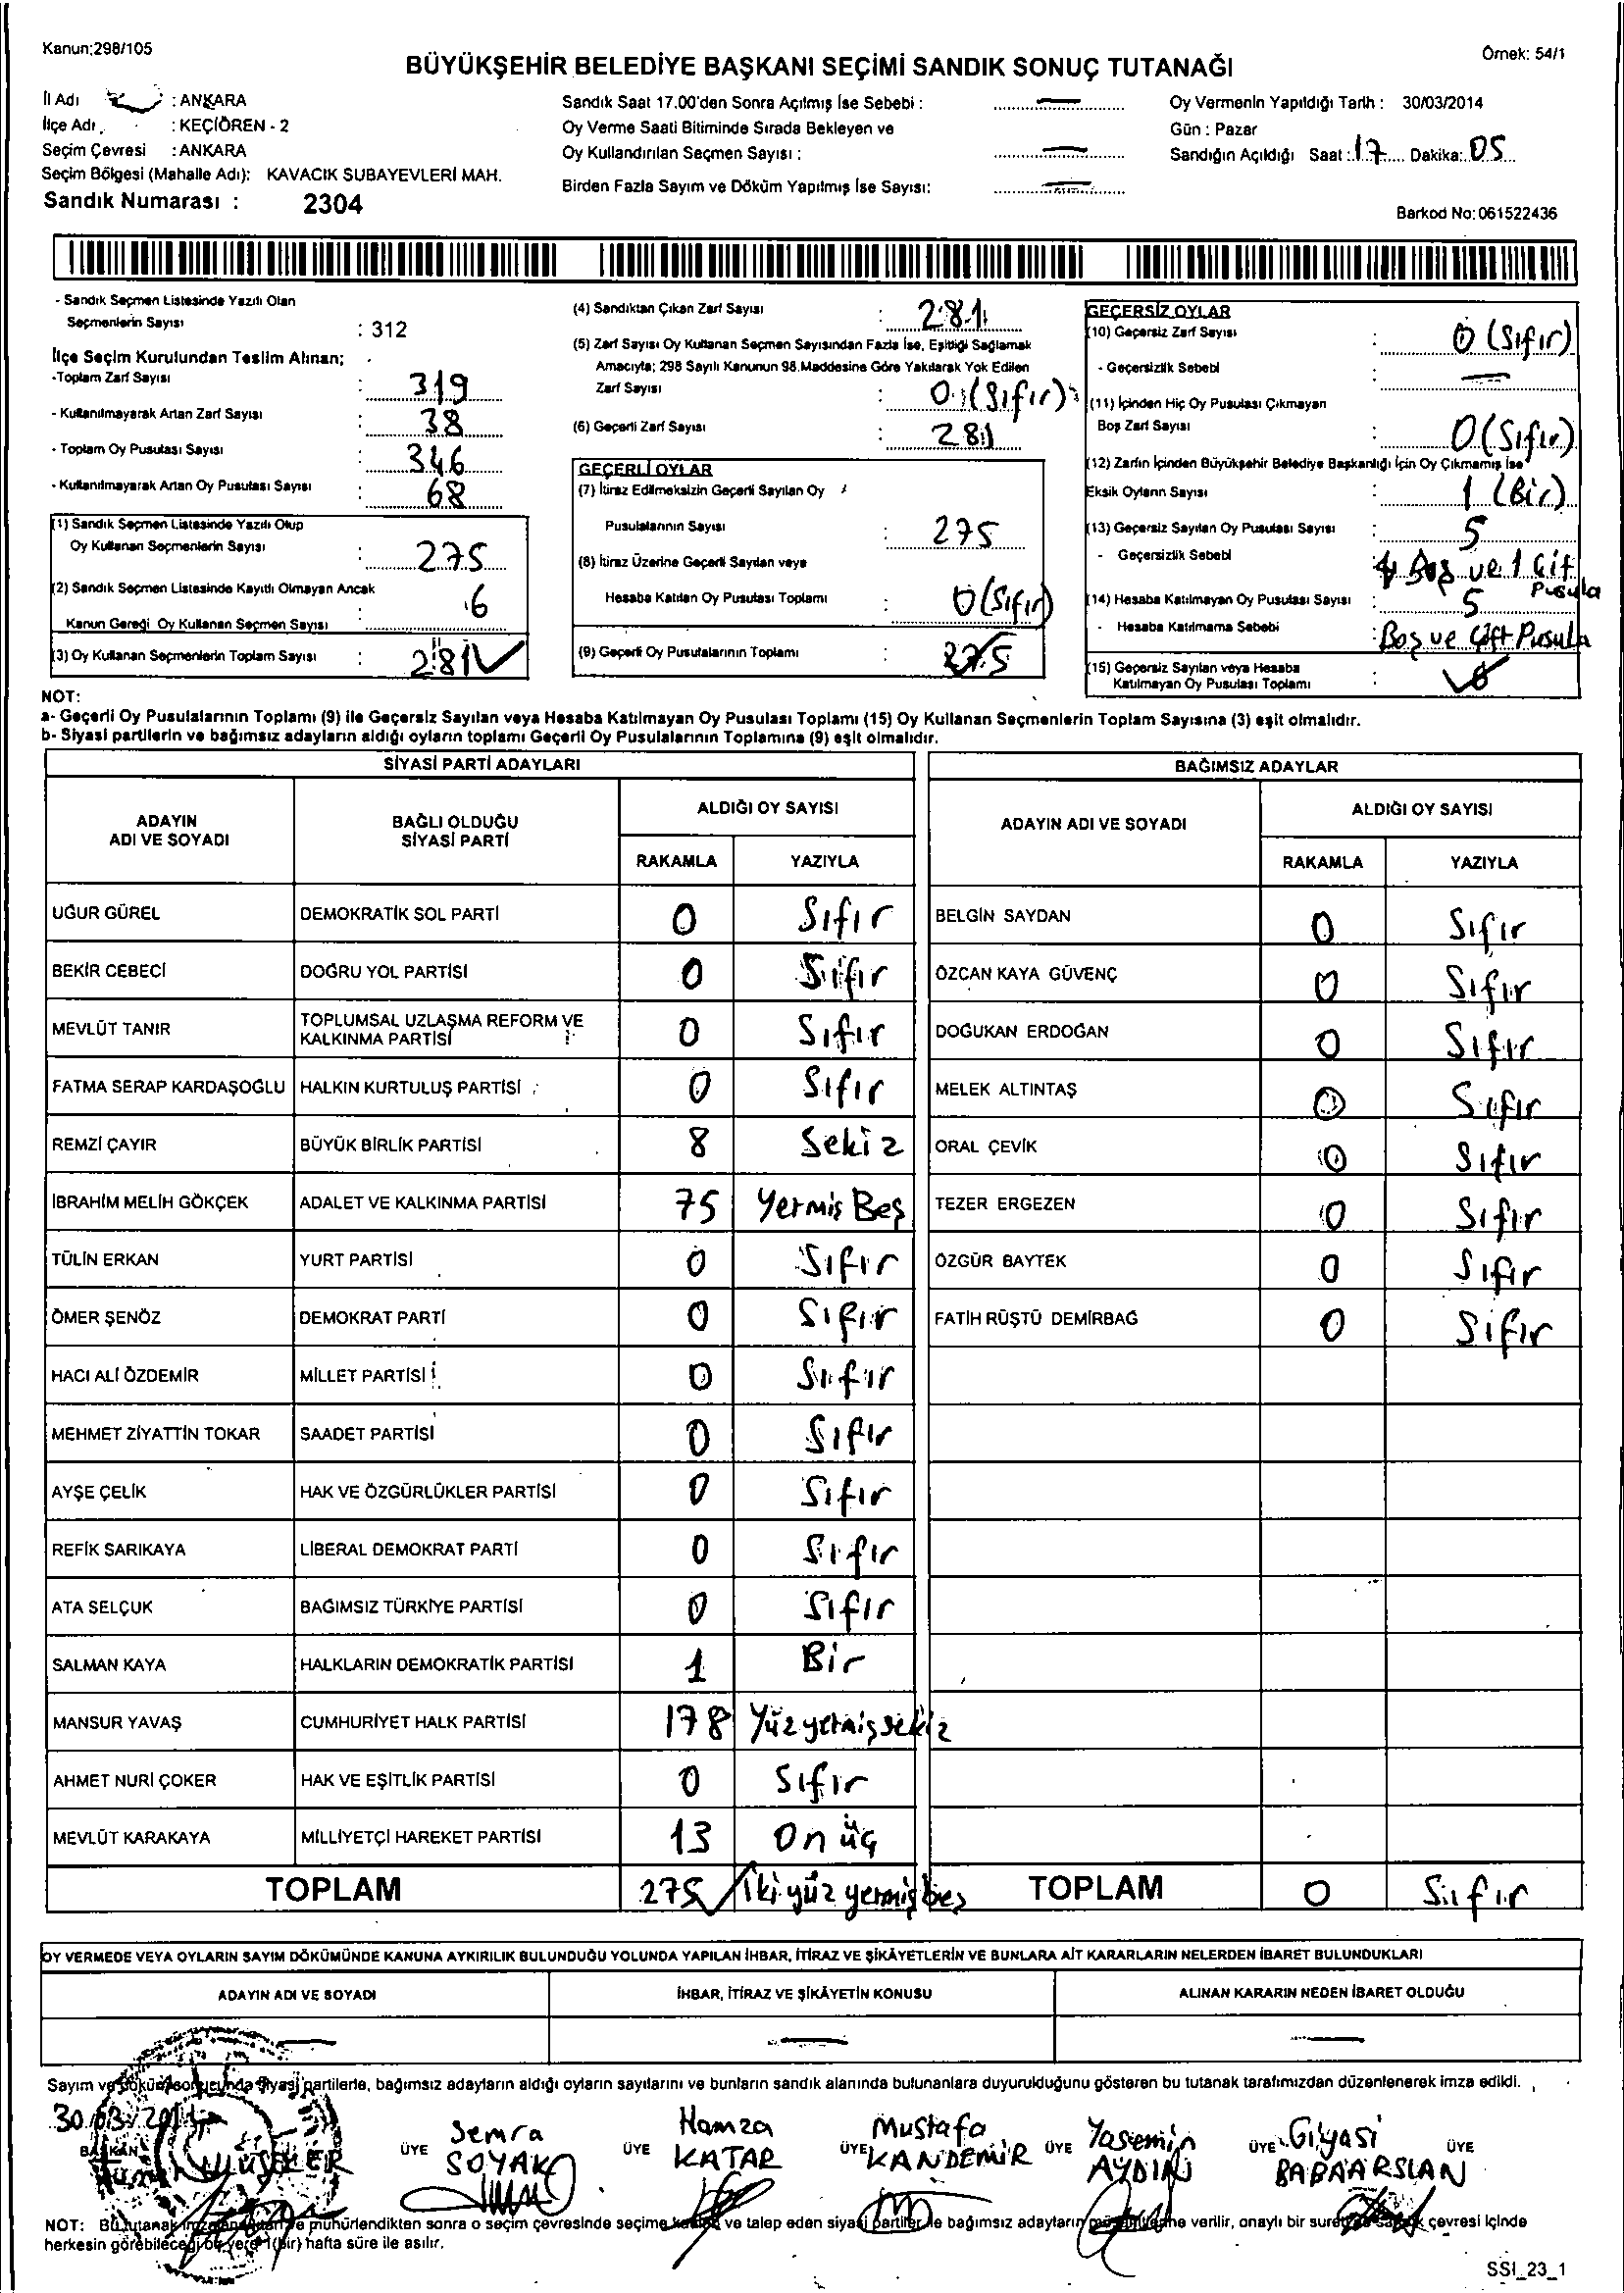 Kanun:298/105
Örnek: 54/1
BÜYÜKŞEHİR BELEDİYE BAŞKANI SEÇİMİ SANDIK SONUÇ TUTANAĞI
İl Adı : ANKARA
İlçe Adı : KEÇİÖREN - 2
Seçim Çevresi : ANKARA
Seçim Bölgesi (Mahalle Adı): KAVACIK SUBAYEVLERİ MAH.
Sandık Numarası : 2304
Sandık Saat 17.00'den Sonra Açılmış İse Sebebi : —
Oy Verme Saati Bitiminde Sırada Bekleyen ve
Oy Kullandırılan Seçmen Sayısı : —
Birden Fazla Sayım ve Döküm Yapılmış İse Sayısı: —
Oy Vermenin Yapıldığı Tarih : 30/03/2014
Gün : Pazar
Sandığın Açıldığı Saat : 17 Dakika: 05
Barkod No: 061522436
- Sandık Seçmen Listesinde Yazılı Olan
Seçmenlerin Sayısı : 312
İlçe Seçim Kurulundan Teslim Alınan;
-Toplam Zarf Sayısı : 319
- Kullanılmayarak Artan Zarf Sayısı : 38
- Toplam Oy Pusulası Sayısı : 346
- Kullanılmayarak Artan Oy Pusulası Sayısı : 68
(1) Sandık Seçmen Listesinde Yazılı Olup
Oy Kullanan Seçmenlerin Sayısı : 275
(2) Sandık Seçmen Listesinde Kayıtlı Olmayan Ancak
Kanun Gereği Oy Kullanan Seçmen Sayısı : 6
(3) Oy Kullanan Seçmenlerin Toplam Sayısı : 281
(4) Sandıktan Çıkan Zarf Sayısı : 281
(5) Zarf Sayısı Oy Kullanan Seçmen Sayısından Fazla İse, Eşitliği Sağlamak
Amacıyla; 298 Sayılı Kanunun 98.Maddesine Göre Yakılarak Yok Edilen
Zarf Sayısı : 0 (Sıfır)
(6) Geçerli Zarf Sayısı : 281
GEÇERLİ OYLAR
(7) İtiraz Edilmeksizin Geçerli Sayılan Oy
Pusulalarının Sayısı : 275
(8) İtiraz Üzerine Geçerli Sayılan veya
Hesaba Katılan Oy Pusulası Toplamı : 0 (Sıfır)
(9) Geçerli Oy Pusulalarının Toplamı : 275
GEÇERSİZ OYLAR
(10) Geçersiz Zarf Sayısı : 0 (Sıfır)
- Geçersizlik Sebebi : —
(11) İçinden Hiç Oy Pusulası Çıkmayan
Boş Zarf Sayısı : 0 (Sıfır)
(12) Zarfın İçinden Büyükşehir Belediye Başkanlığı İçin Oy Çıkmamış İse
Eksik Oyların Sayısı : 1 (Bir)
(13) Geçersiz Sayılan Oy Pusulası Sayısı : 5
- Geçersizlik Sebebi : 4 Boş ve 1 Çift Pusula
(14) Hesaba Katılmayan Oy Pusulası Sayısı : 5
- Hesaba Katılmama Sebebi : Boş ve Çift Pusula
(15) Geçersiz Sayılan veya Hesaba
Katılmayan Oy Pusulası Toplamı : 6
NOT:
a- Geçerli Oy Pusulalarının Toplamı (9) ile Geçersiz Sayılan veya Hesaba Katılmayan Oy Pusulası Toplamı (15) Oy Kullanan Seçmenlerin Toplam Sayısına (3) eşit olmalıdır.
b- Siyasi partilerin ve bağımsız adayların aldığı oyların toplamı Geçerli Oy Pusulalarının Toplamına (9) eşit olmalıdır.
SİYASİ PARTİ ADAYLARI
ADAYIN ADI VE SOYADI BAĞLI OLDUĞU SİYASİ PARTİ ALDIĞI OY SAYISI
RAKAMLA YAZIYLA
UĞUR GÜREL DEMOKRATİK SOL PARTİ 0 Sıfır
BEKİR CEBECİ DOĞRU YOL PARTİSİ 0 Sıfır
MEVLÜT TANIR TOPLUMSAL UZLAŞMA REFORM VE KALKINMA PARTİSİ 0 Sıfır
FATMA SERAP KARDAŞOĞLU HALKIN KURTULUŞ PARTİSİ 0 Sıfır
REMZİ ÇAYIR BÜYÜK BİRLİK PARTİSİ 8 Sekiz
İBRAHİM MELİH GÖKÇEK ADALET VE KALKINMA PARTİSİ 75 Yetmiş Beş
TÜLİN ERKAN YURT PARTİSİ 0 Sıfır
ÖMER ŞENÖZ DEMOKRAT PARTİ 0 Sıfır
HACI ALİ ÖZDEMİR MİLLET PARTİSİ 0 Sıfır
MEHMET ZİYATTİN TOKAR SAADET PARTİSİ 0 Sıfır
AYŞE ÇELİK HAK VE ÖZGÜRLÜKLER PARTİSİ 0 Sıfır
REFİK SARIKAYA LİBERAL DEMOKRAT PARTİ 0 Sıfır
ATA SELÇUK BAĞIMSIZ TÜRKİYE PARTİSİ 0 Sıfır
SALMAN KAYA HALKLARIN DEMOKRATİK PARTİSİ 1 Bir
MANSUR YAVAŞ CUMHURİYET HALK PARTİSİ 178 Yüzyetmişsekiz
AHMET NURİ ÇOKER HAK VE EŞİTLİK PARTİSİ 0 Sıfır
MEVLÜT KARAKAYA MİLLİYETÇİ HAREKET PARTİSİ 13 On üç
TOPLAM 275 İkiyüz yetmişbeş
BAĞIMSIZ ADAYLAR
ADAYIN ADI VE SOYADI ALDIĞI OY SAYISI
RAKAMLA YAZIYLA
BELGİN SAYDAN 0 Sıfır
ÖZCAN KAYA GÜVENÇ 0 Sıfır
DOĞUKAN ERDOĞAN 0 Sıfır
MELEK ALTINTAŞ 0 Sıfır
ORAL ÇEVİK 0 Sıfır
TEZER ERGEZEN 0 Sıfır
ÖZGÜR BAYTEK 0 Sıfır
FATİH RÜŞTÜ DEMİRBAĞ 0 Sıfır
TOPLAM 0 Sıfır
OY VERMEDE VEYA OYLARIN SAYIM DÖKÜMÜNDE KANUNA AYKIRILIK BULUNDUĞU YOLUNDA YAPILAN İHBAR, İTİRAZ VE ŞİKÂYETLERİN VE BUNLARA AİT KARARLARIN NELERDEN İBARET BULUNDUKLARI
ADAYIN ADI VE SOYADI İHBAR, İTİRAZ VE ŞİKÂYETİN KONUSU ALINAN KARARIN NEDEN İBARET OLDUĞU
— — —
Sayım ve döküm sonucunda siyasi partilerle, bağımsız adayların aldığı oyların sayılarını ve bunların sandık alanında bulunanlara duyurulduğunu gösteren bu tutanak tarafımızdan düzenlenerek imza edildi.
30/03/2014
BAŞKAN
ÜYE Semra SOYAK
ÜYE Hamza KATAR
ÜYE Mustafa KANDEMİR
ÜYE Yasemin AYDIN
ÜYE Gıyasi BABAARSLAN
ÜYE
NOT: Bu tutanak imzalandıktan ve mühürlendikten sonra o seçim çevresinde seçime katılan ve talep eden siyasi partiler ile bağımsız adayların müşahitlerine verilir, onaylı bir sureti de sandık çevresi içinde
herkesin görebileceği bir yere 1(bir) hafta süre ile asılır.
SSI_23_1